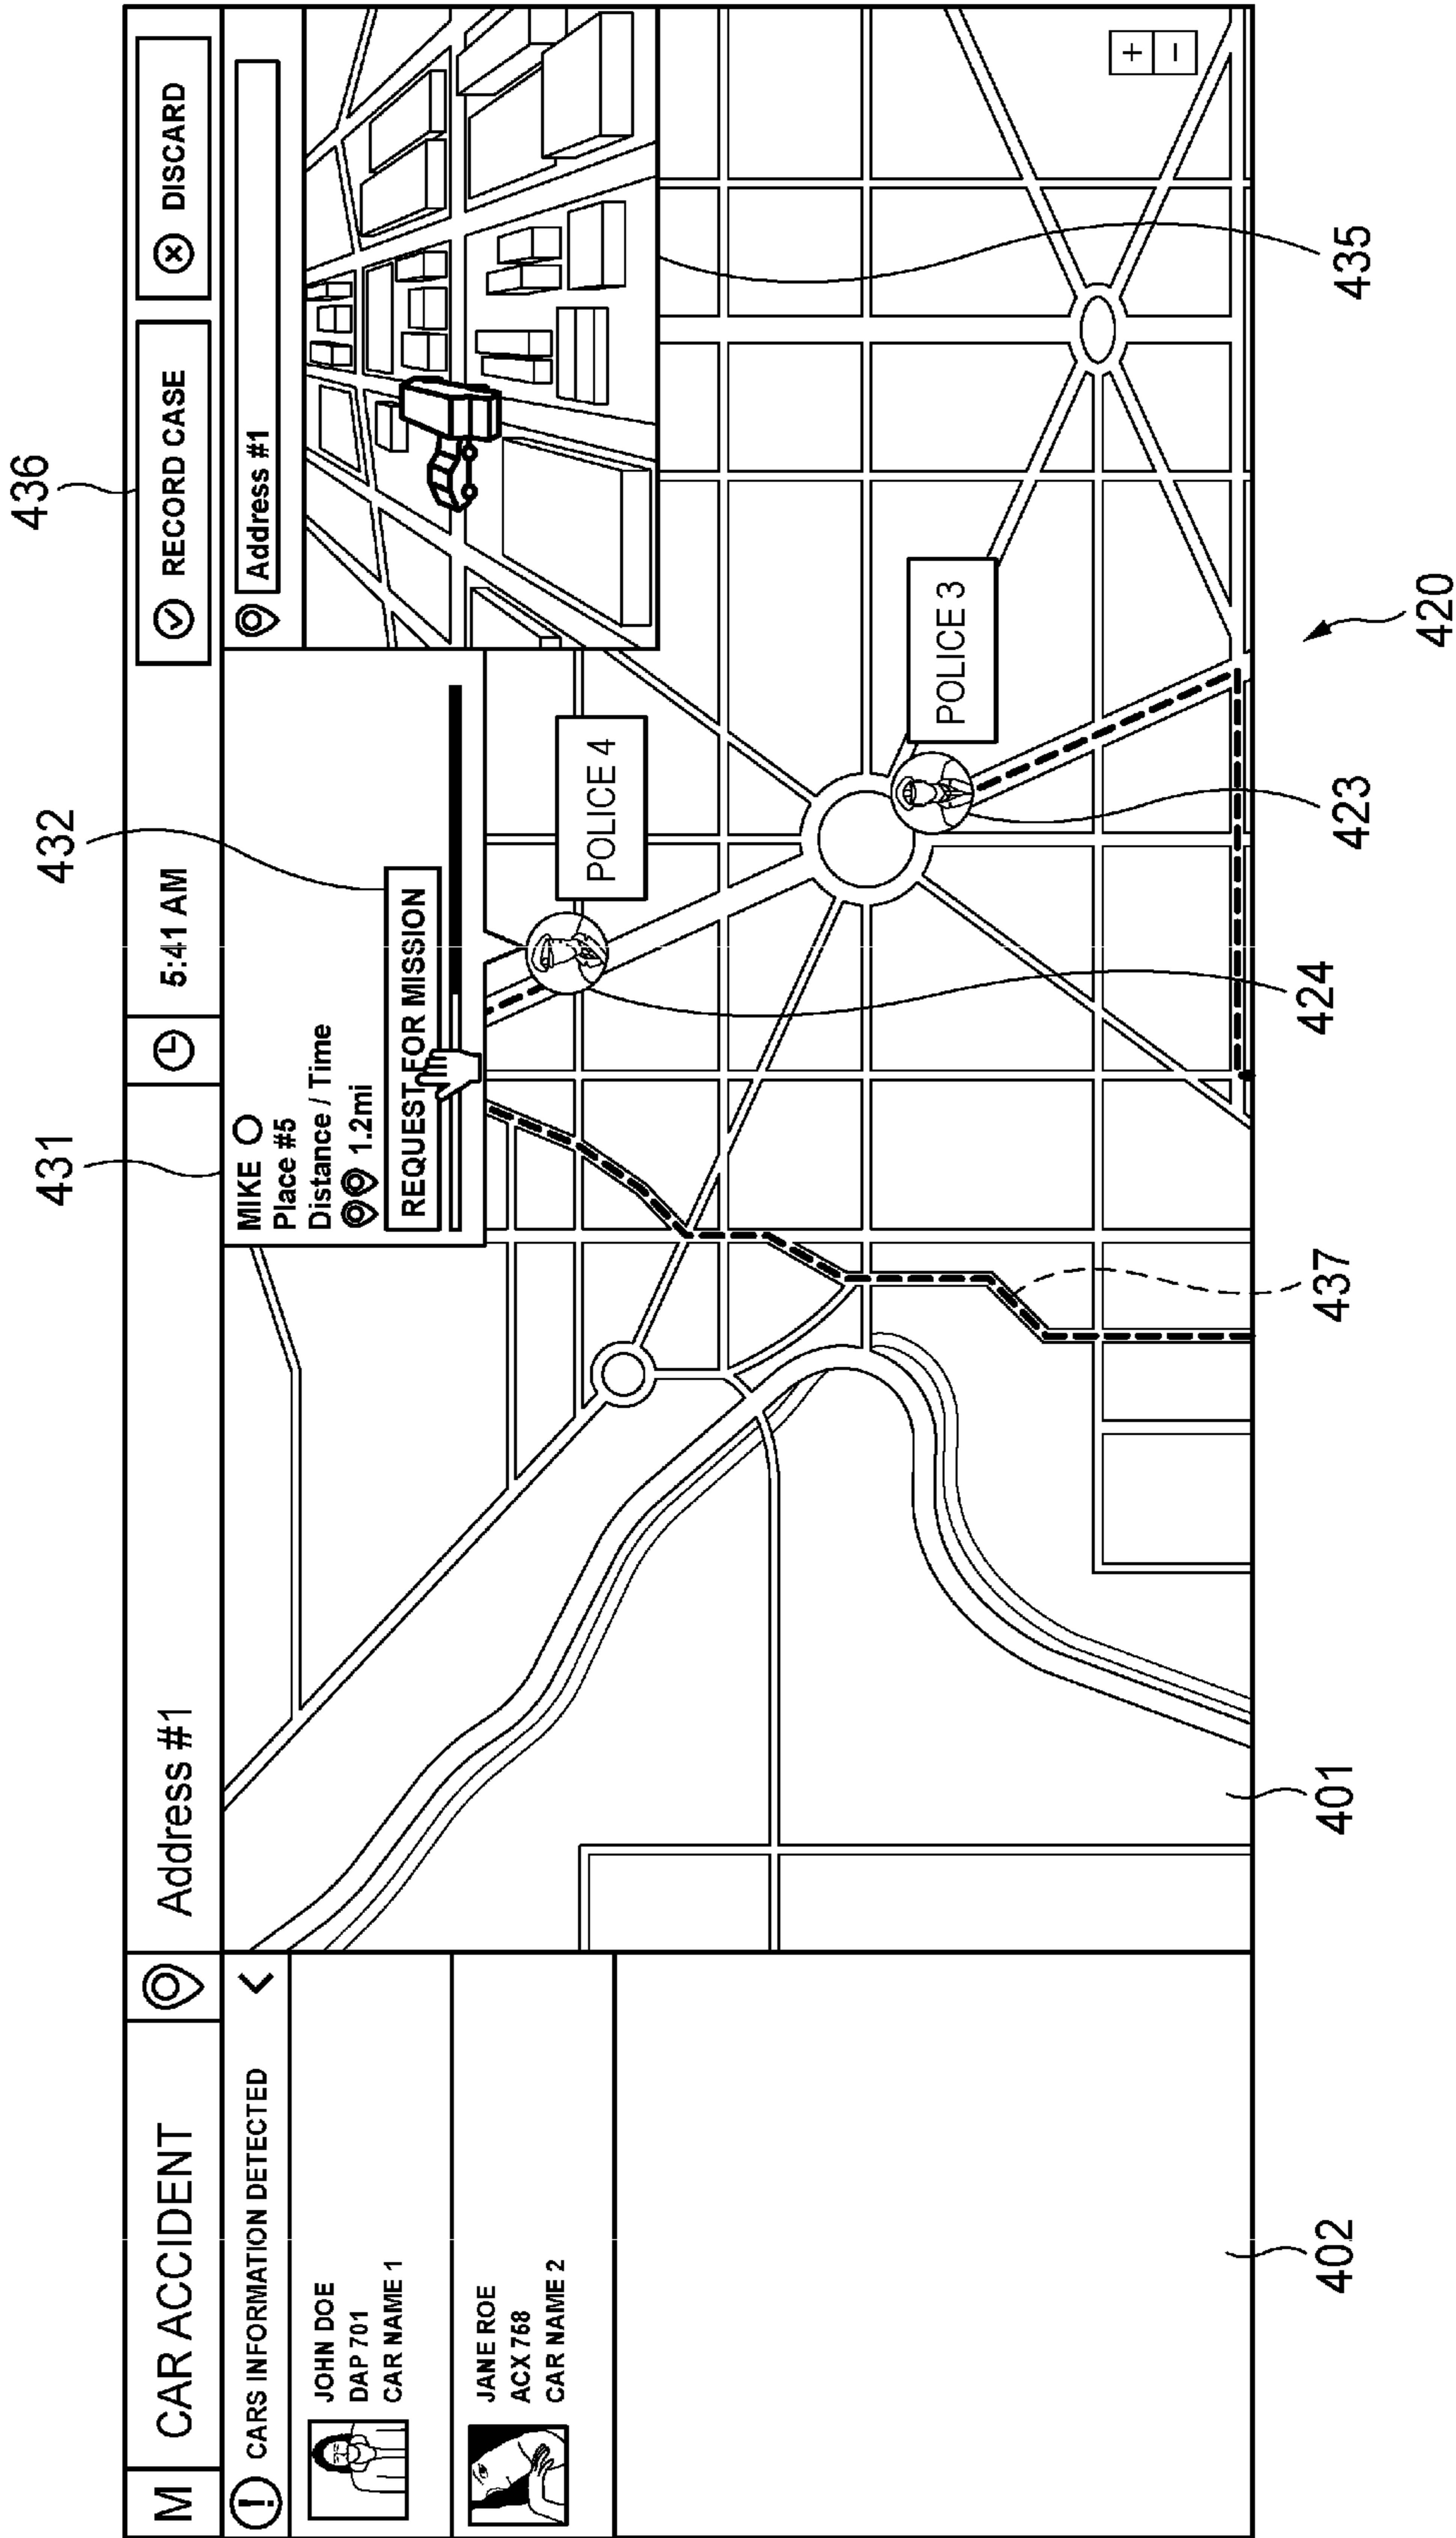 M CAR ACCIDENT Address #1 5:41 AM RECORD CASE DISCARD
CARS INFORMATION DETECTED
JOHN DOE
DAP 701
CAR NAME 1
JANE ROE
ACX 768
CAR NAME 2
MIKE
Place #5
Distance / Time
1.2mi
REQUEST FOR MISSION
Address #1
POLICE 4
POLICE 3
+
-
431
432
436
402
401
437
424
423
435
420